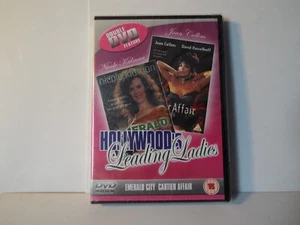 DOUBLE
DVD
FEATURE
Joan Collins
Nicole Kidman
Joan Collins David Hasselhoff
Affair
EMERALD
HOLLYWOOD'S
Leading Ladies
EMERALD CITY CARTIER AFFAIR
DVD
15